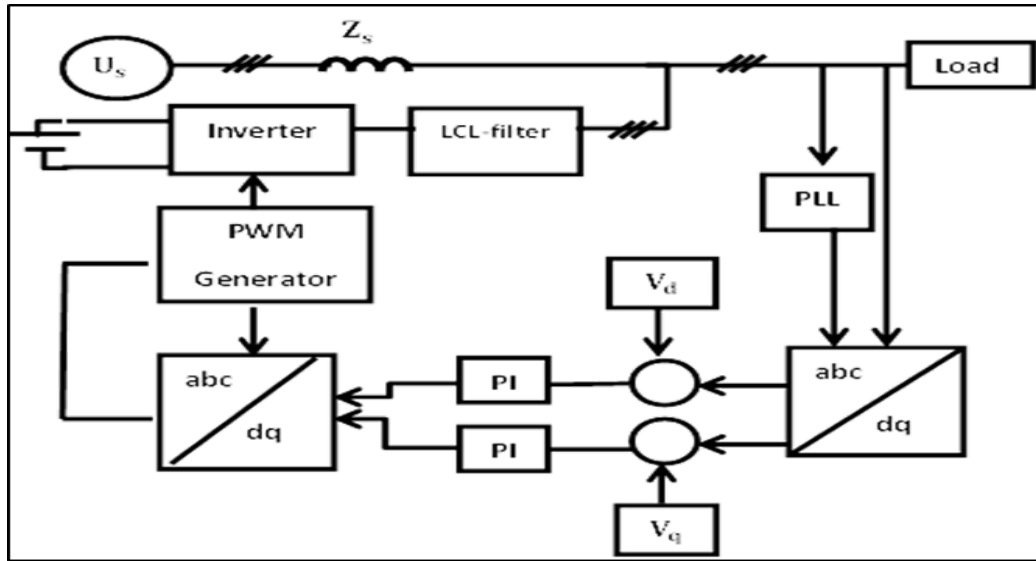 Zs
Us
Load
Inverter
LCL-filter
PLL
PWM
Generator
Vd
abc
dq
PI
abc
dq
PI
Vq